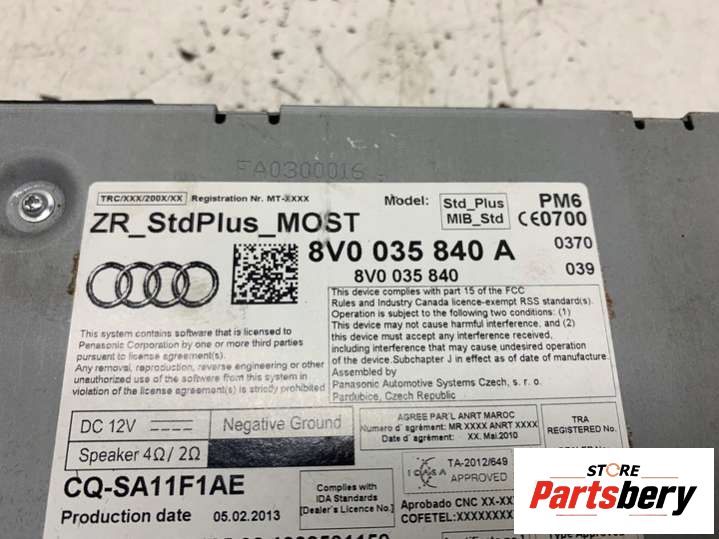 FA0300016
TRC/XXX/200X/XX Registration Nr. MT-XXXX
Model: Std_Plus MIB_Std
PM6
CE0700
ZR_StdPlus_MOST
8V0 035 840 A
8V0 035 840
0370
039
This system contains software that is licensed to
Panasonic Corporation by one or more third parties
pursuant to license agreement(s).
Any removal, reproduction, reverse engineering or other
unauthorized use of the software from this system in
violation of the license agreement(s) is strictly prohibited
This device complies with part 15 of the FCC
Rules and Industry Canada licence-exempt RSS standard(s).
Operation is subject to the following two conditions: (1)
This device may not cause harmful interference, and (2)
this device must accept any interference received,
including interference that may cause undesired operation
of the device.Subchapter J in effect as of date of manufacture.
Assembled by
Panasonic Automotive Systems Czech, s. r. o.
Pardubice, Czech Republic
DC 12V
Negative Ground
Speaker 4Ω/ 2Ω
AGREE PAR'L ANRT MAROC
Numero d'agrément: MR XXXX ANRT XXXX
Date d' agrément: XX. Mai.2010
TRA
REGISTERED No.
CQ-SA11F1AE
Production date 05.02.2013
Complies with
IDA Standards
[Dealer's Licence No.]
ICASA
TA-2012/649
APPROVED
Aprobado CNC XX-XX
COFETEL:XXXXXXXX
STORE
Partsbery